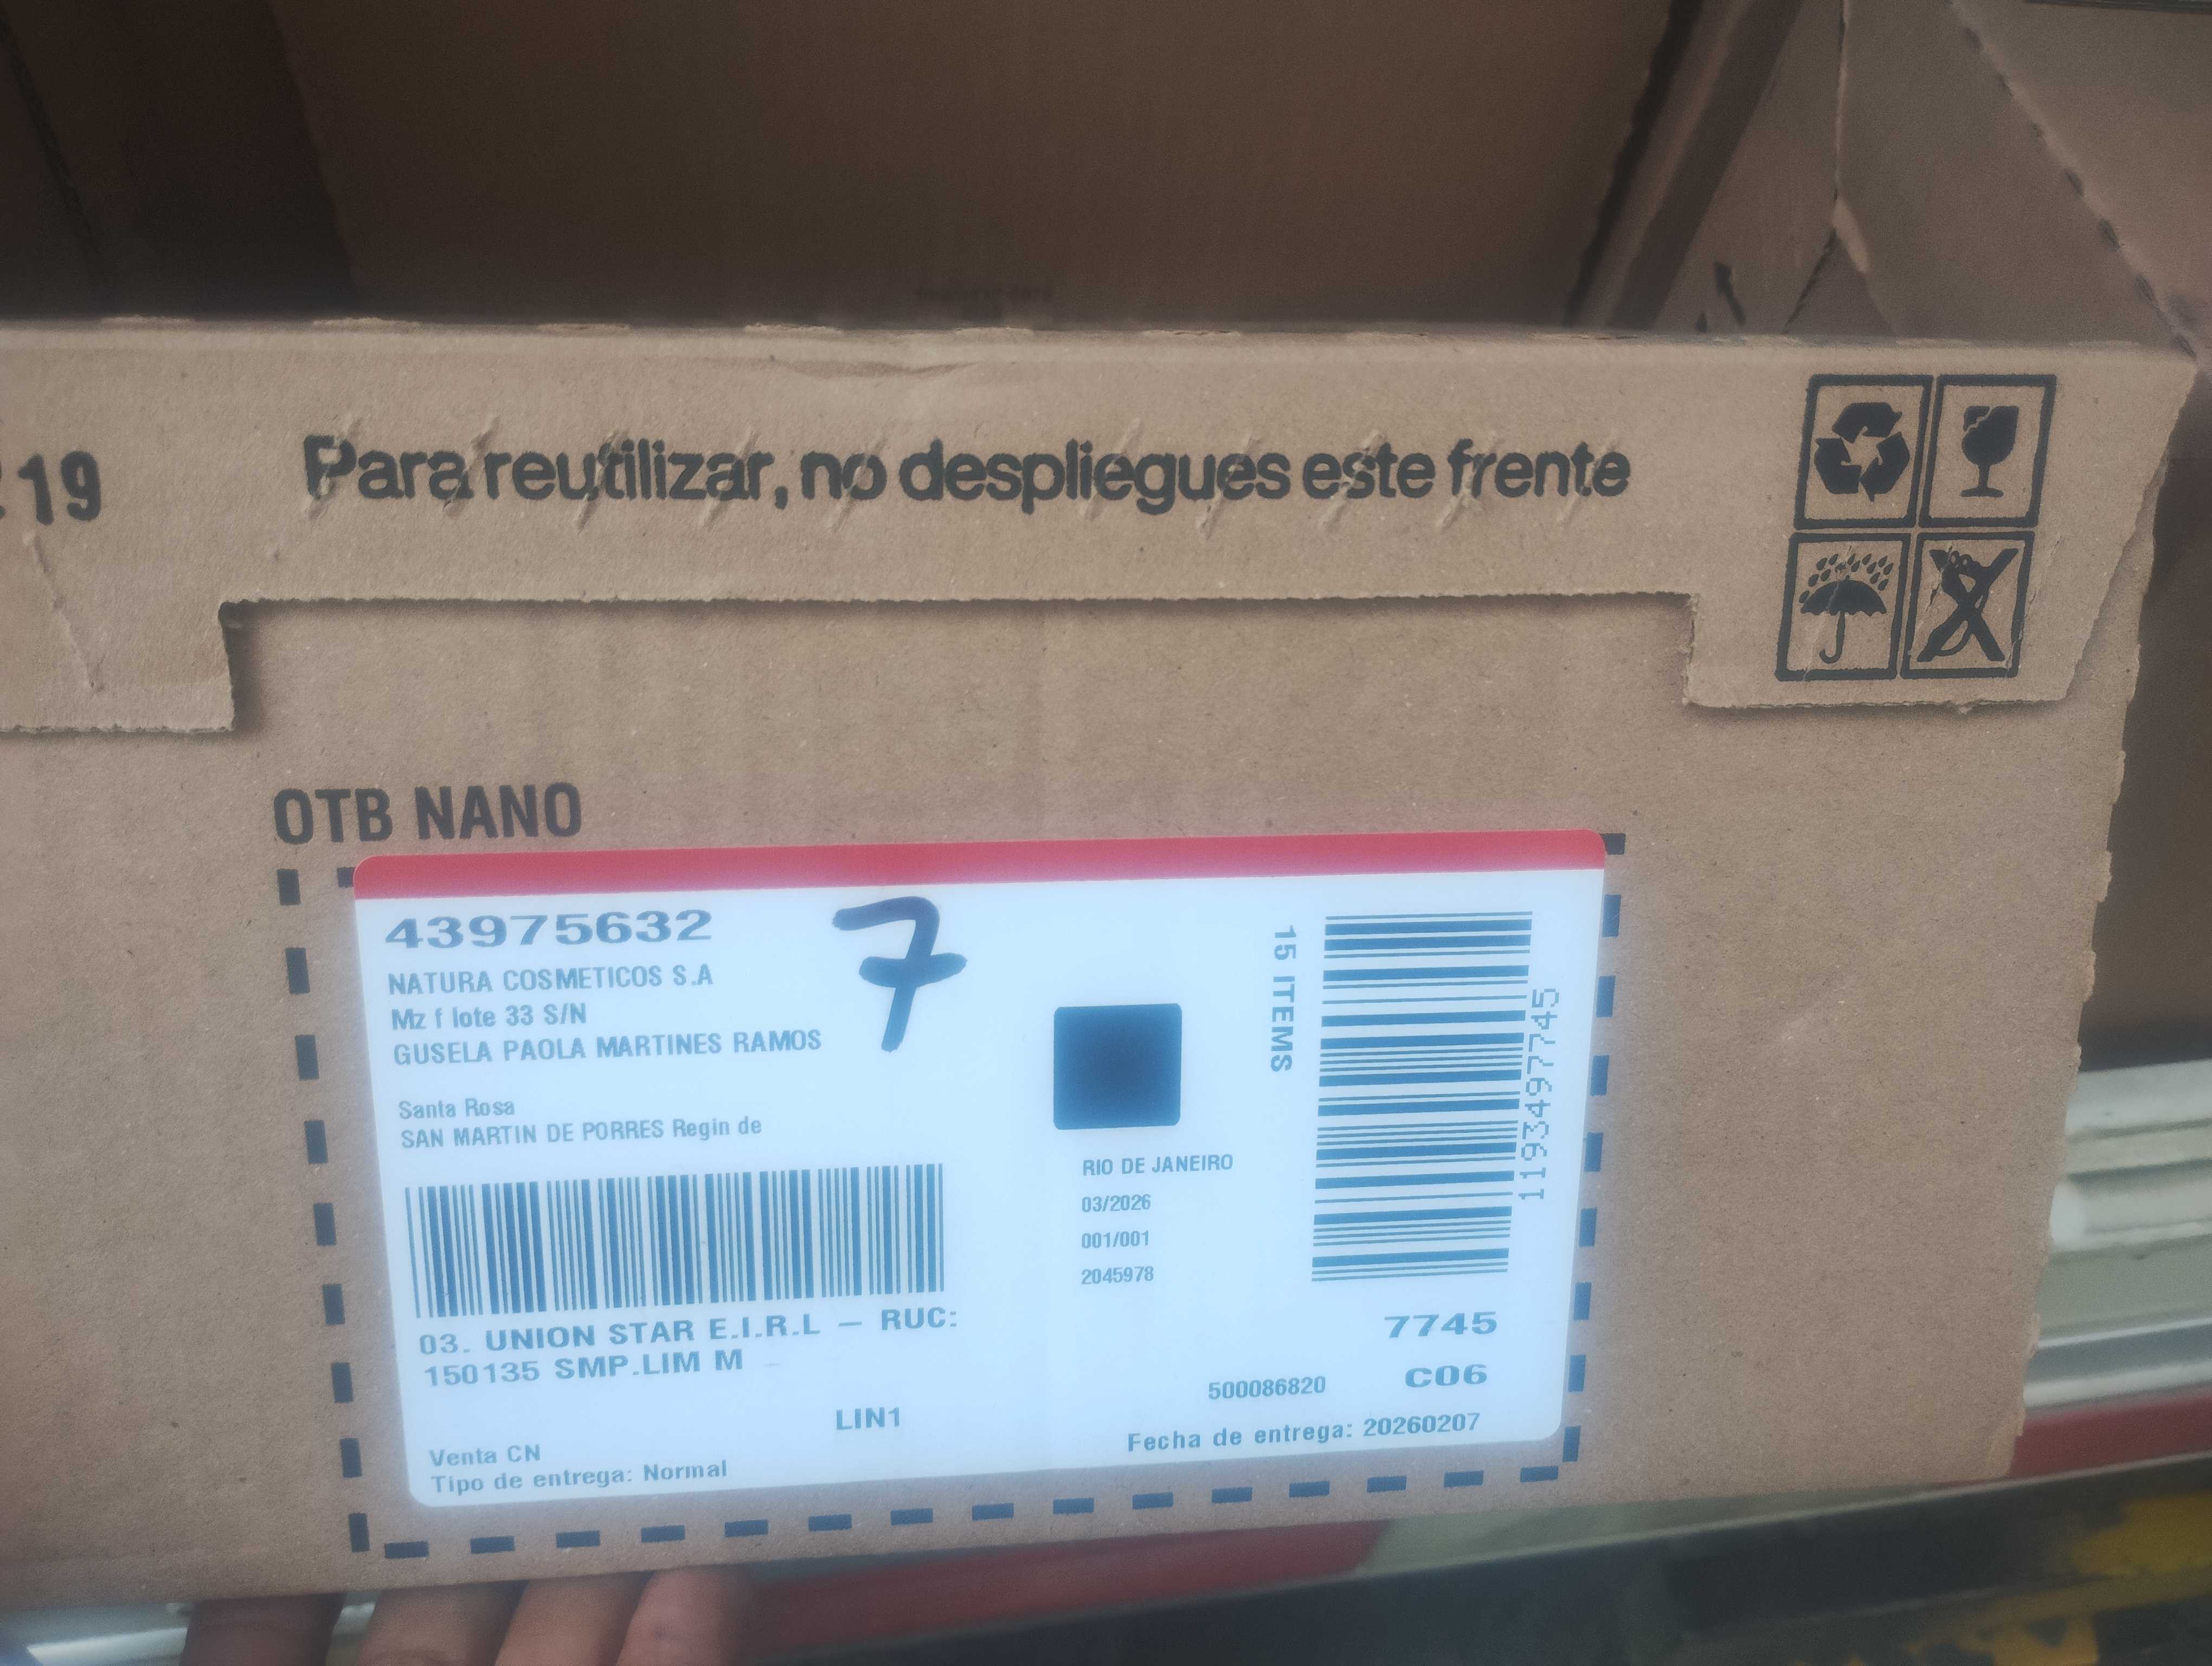 19
Para reutilizar, no despliegues este frente
OTB NANO
43975632
7
NATURA COSMETICOS S.A
Mz f lote 33 S/N
GUSELA PAOLA MARTINES RAMOS
Santa Rosa
SAN MARTIN DE PORRES Regin de
03. UNION STAR E.I.R.L – RUC:
150135 SMP.LIM M
LIN1
Venta CN
Tipo de entrega: Normal
RIO DE JANEIRO
03/2026
001/001
2045978
15 ITEMS
1193497745
7745
500086820 C06
Fecha de entrega: 20260207